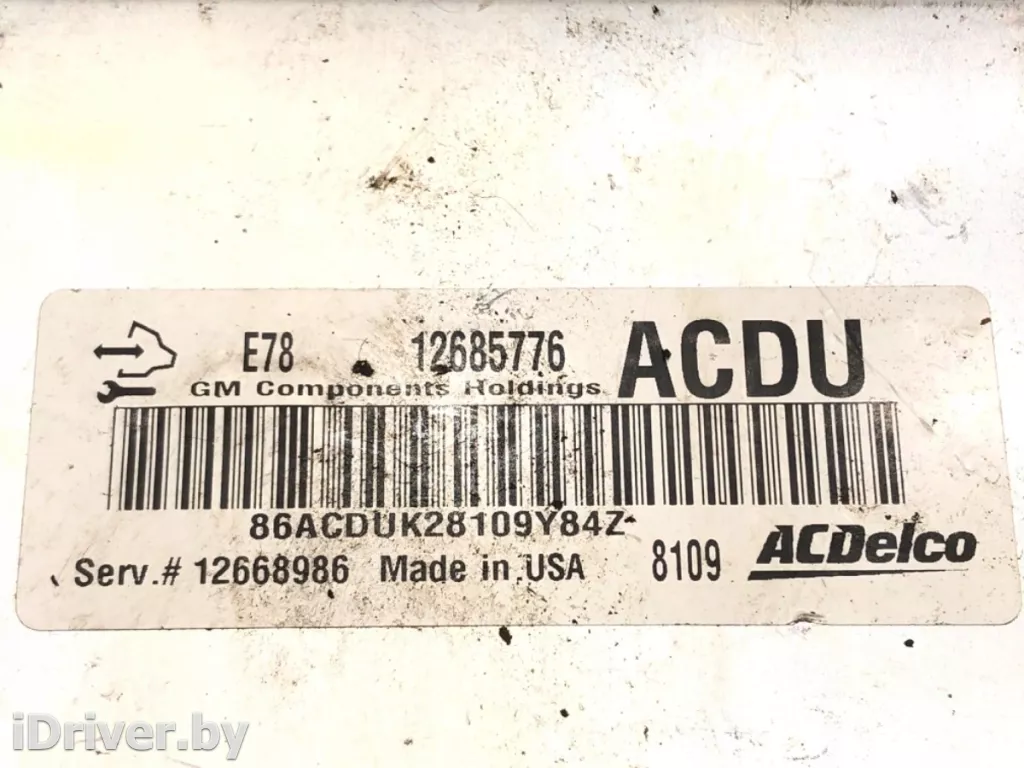 E78 12685776 ACDU
GM Components Holdings
86ACDUK28109Y84Z
Serv.# 12668986 Made in USA 8109 ACDelco
iDriver.by